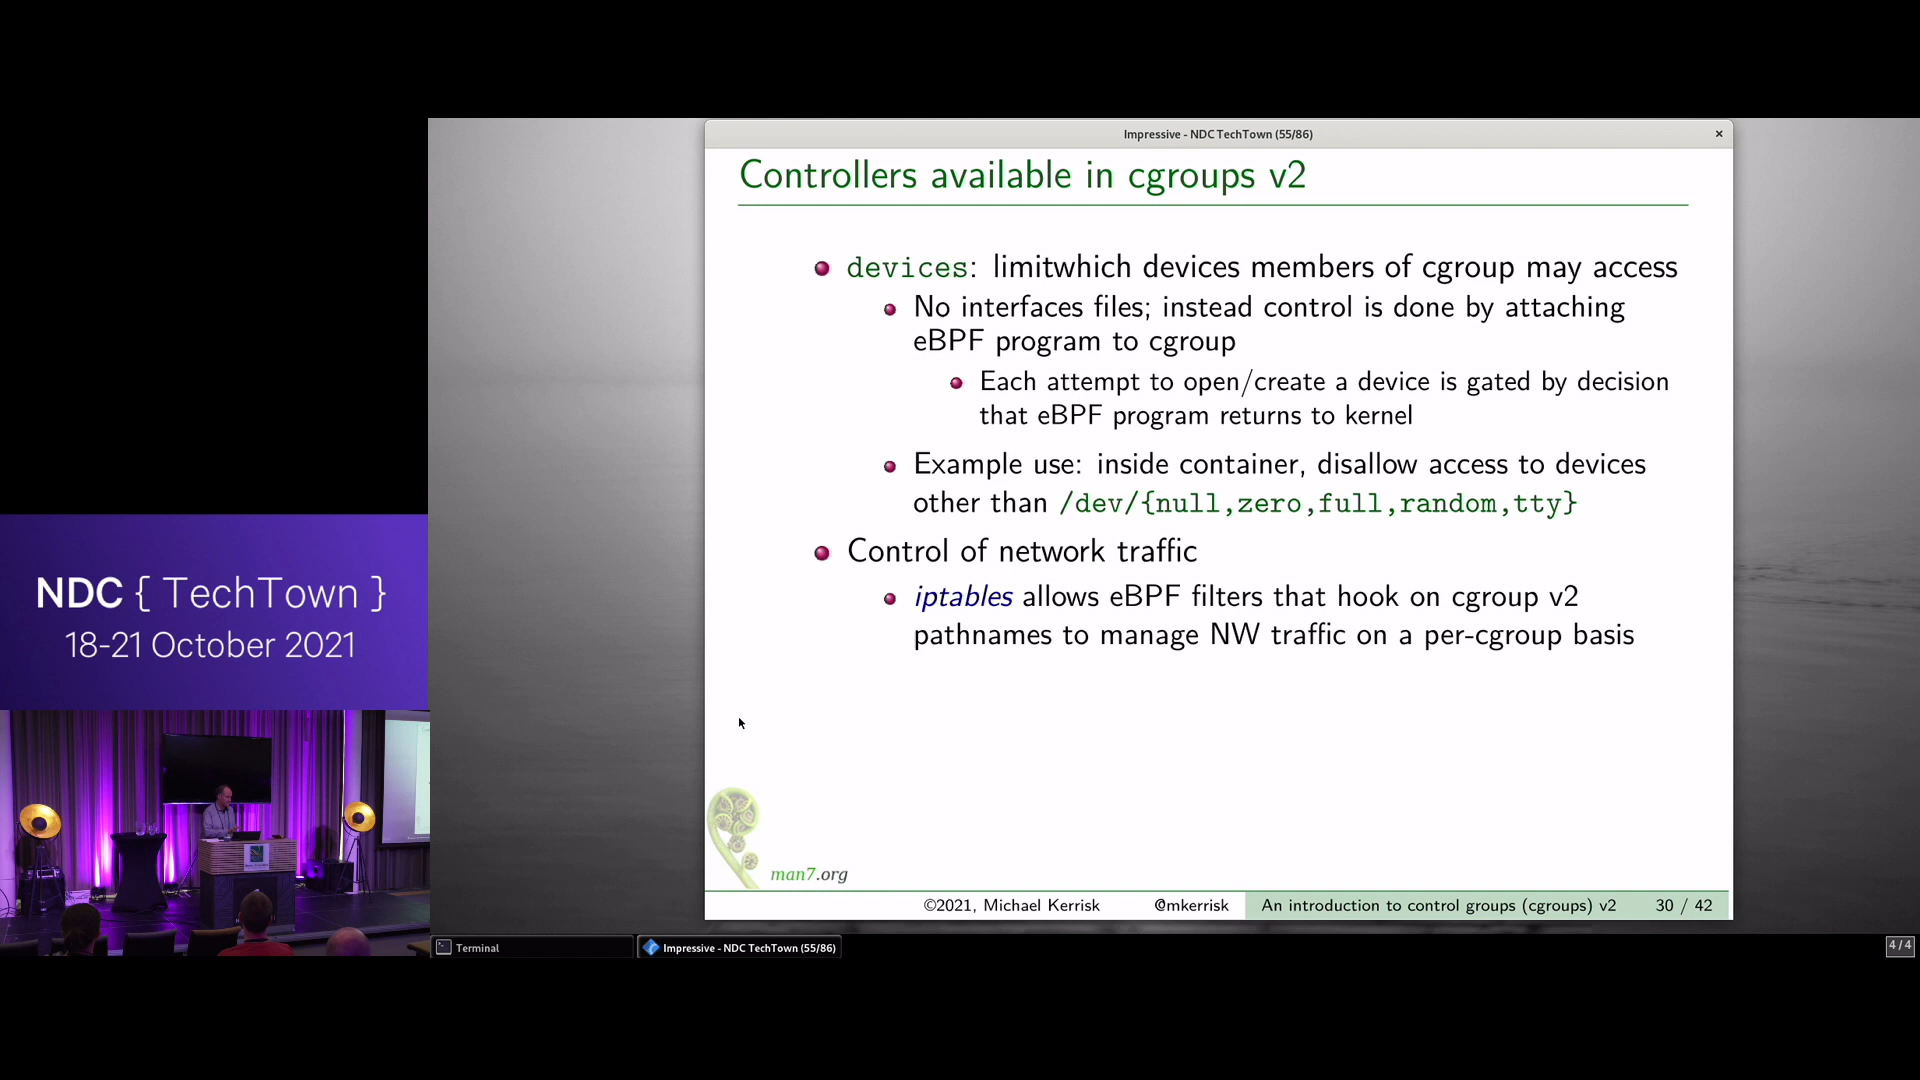 Impressive - NDC TechTown (55/86)
Controllers available in cgroups v2
devices: limitwhich devices members of cgroup may access
No interfaces files; instead control is done by attaching
eBPF program to cgroup
Each attempt to open/create a device is gated by decision
that eBPF program returns to kernel
Example use: inside container, disallow access to devices
other than /dev/{null,zero,full,random,tty}
Control of network traffic
iptables allows eBPF filters that hook on cgroup v2
pathnames to manage NW traffic on a per-cgroup basis
man7.org
©2021, Michael Kerrisk @mkerrisk An introduction to control groups (cgroups) v2 30 / 42
NDC { TechTown }
18-21 October 2021
Terminal
Impressive - NDC TechTown (55/86)
4/4